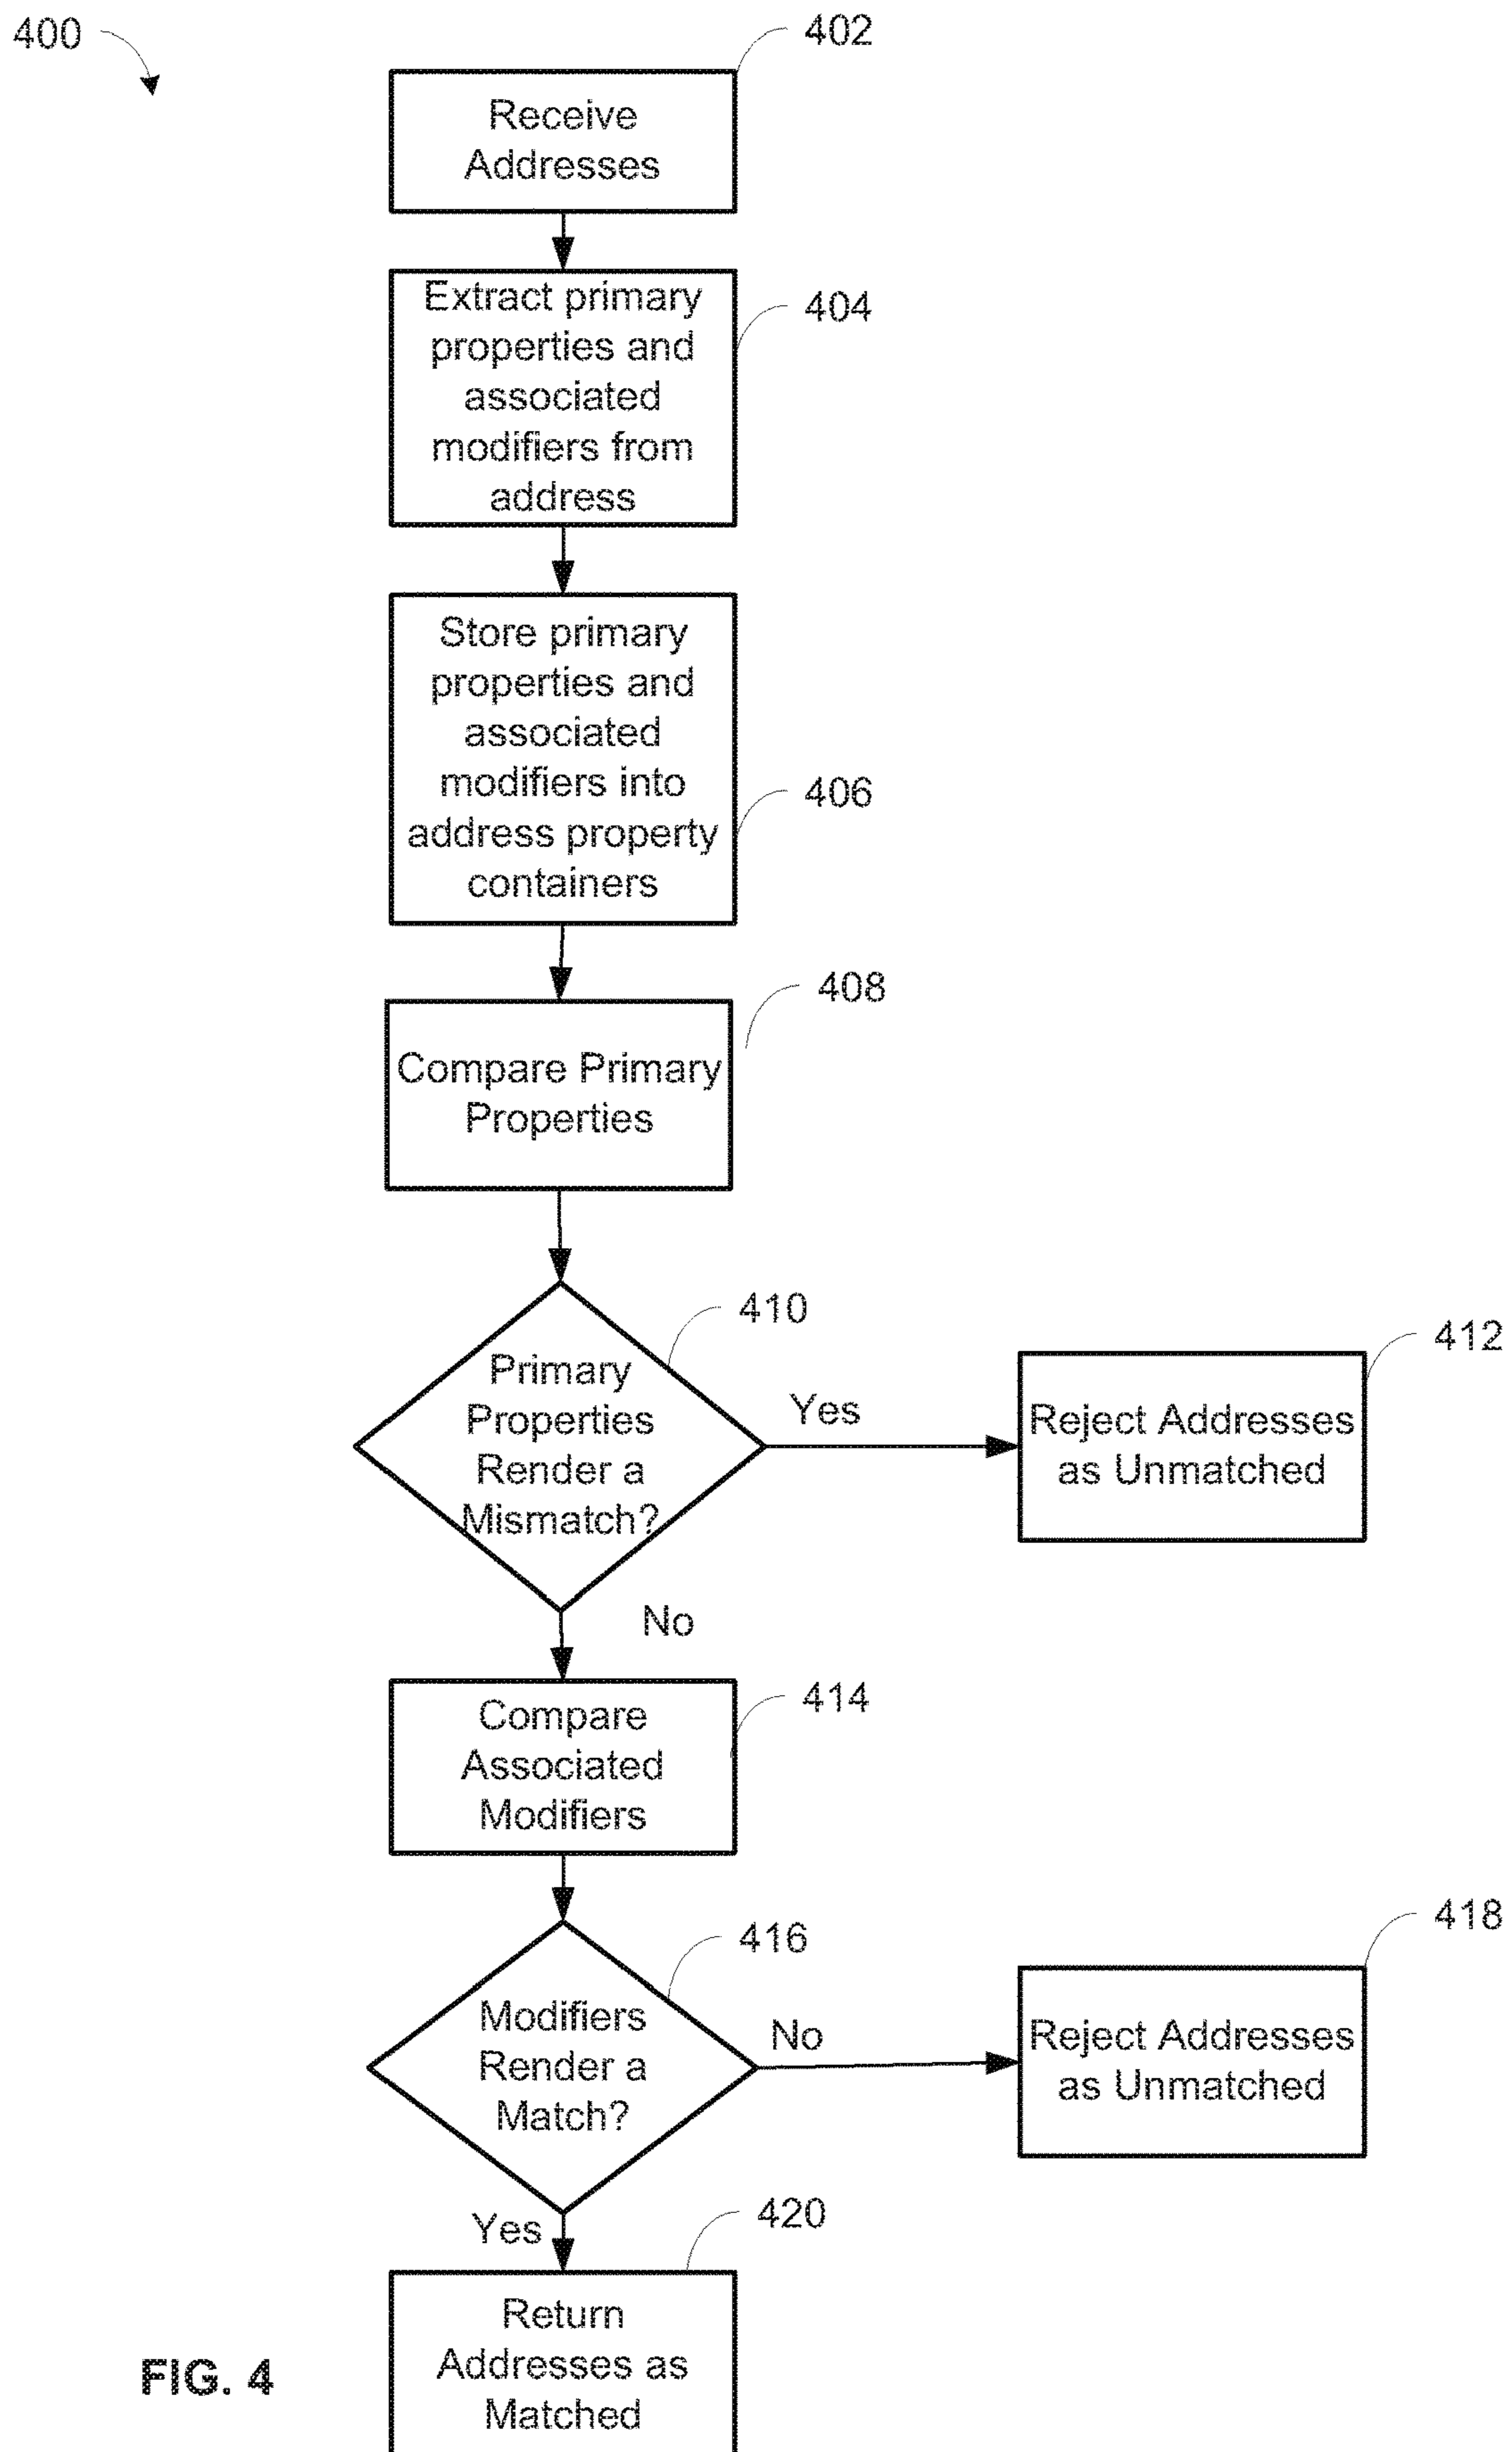 400
402
Receive
Addresses
Extract primary
properties and
associated
modifiers from
address
404
Store primary
properties and
associated
modifiers into
address property
containers
406
408
Compare Primary
Properties
410
Primary
Properties
Render a
Mismatch?
Yes
412
Reject Addresses
as Unmatched
No
414
Compare
Associated
Modifiers
416
Modifiers
Render a
Match?
No
418
Reject Addresses
as Unmatched
Yes
420
Return
Addresses as
Matched
FIG. 4